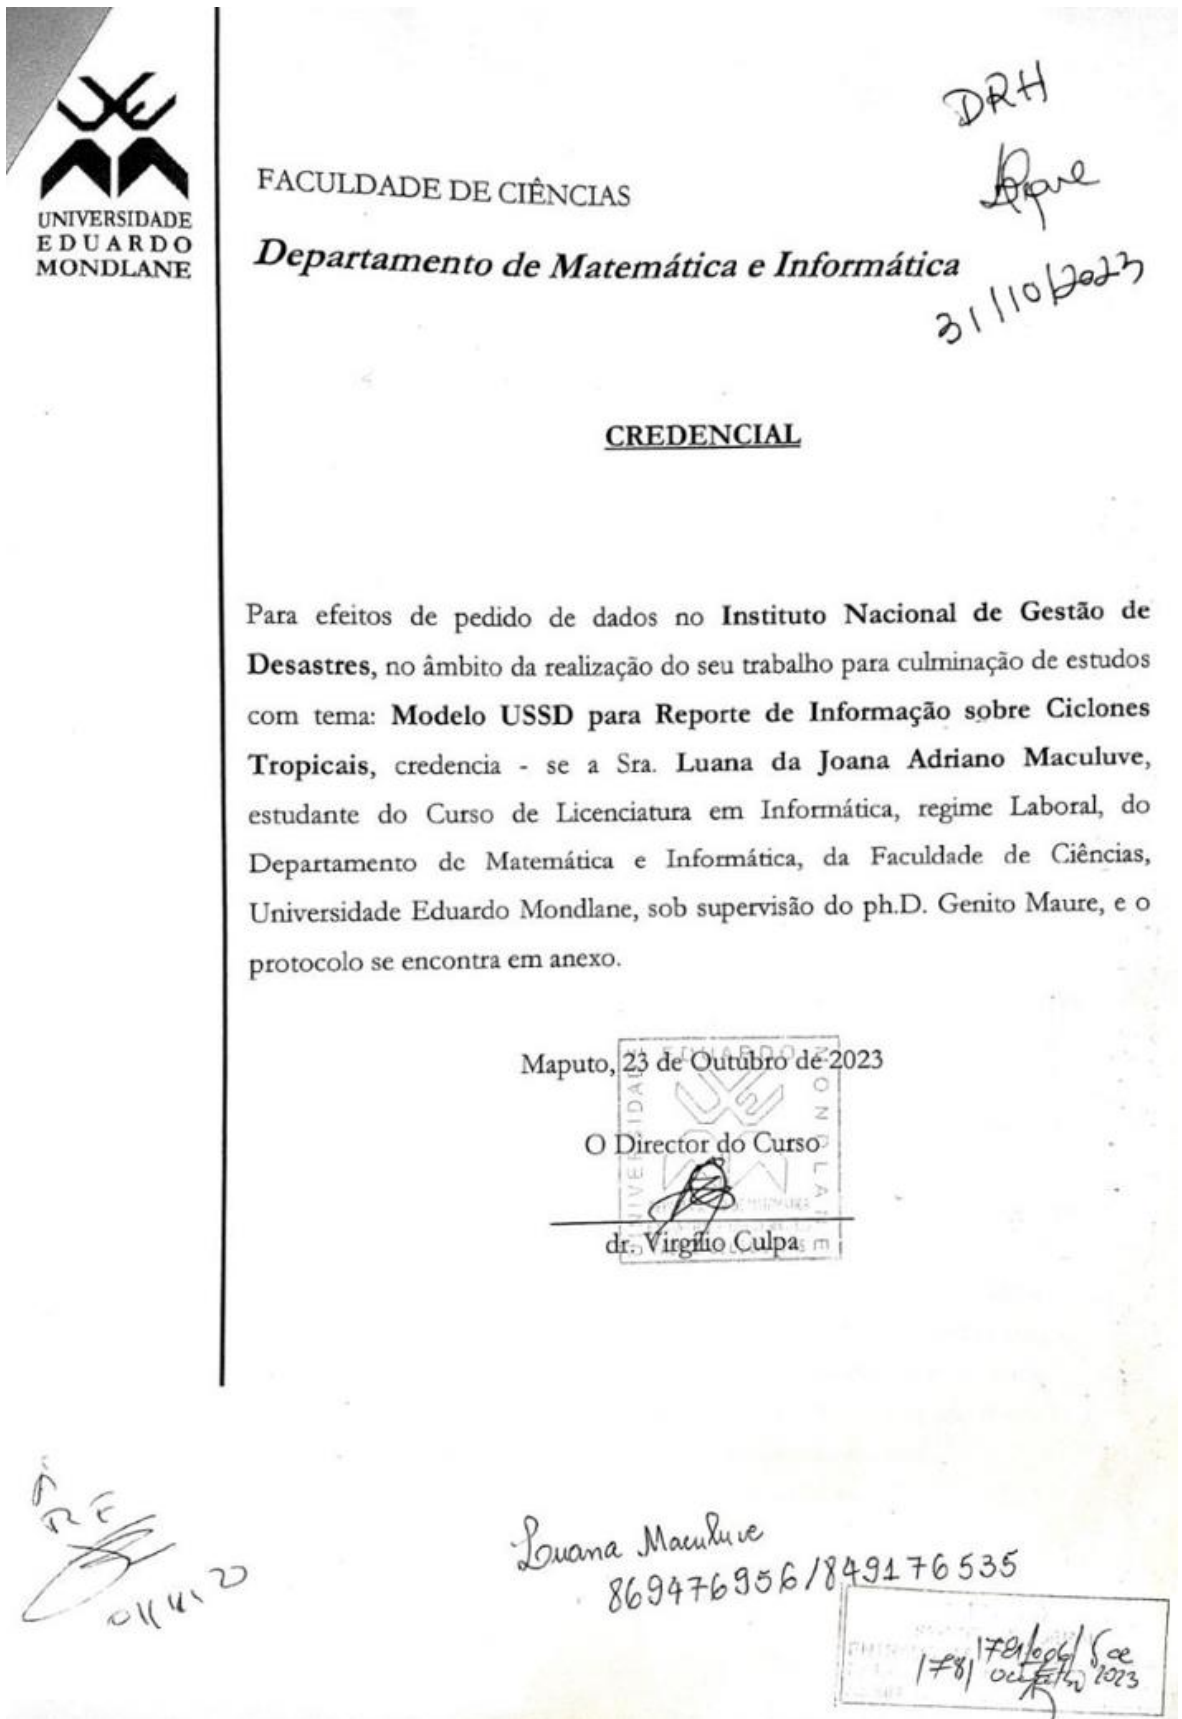 UNIVERSIDADE
EDUARDO
MONDLANE
DRH
31/10/2023
FACULDADE DE CIÊNCIAS
Departamento de Matemática e Informática
CREDENCIAL
Para efeitos de pedido de dados no Instituto Nacional de Gestão de
Desastres, no âmbito da realização do seu trabalho para culminação de estudos
com tema: Modelo USSD para Reporte de Informação sobre Ciclones
Tropicais, credencia - se a Sra. Luana da Joana Adriano Maculuve,
estudante do Curso de Licenciatura em Informática, regime Laboral, do
Departamento de Matemática e Informática, da Faculdade de Ciências,
Universidade Eduardo Mondlane, sob supervisão do ph.D. Genito Maure, e o
protocolo se encontra em anexo.
Maputo, 23 de Outubro de 2023
UNIVERSIDADE EDUARDO MONDLANE
O Director do Curso
dr. Virgílio Culpa
RF
Luana Maculuve
869476956/849176535
1781
2023